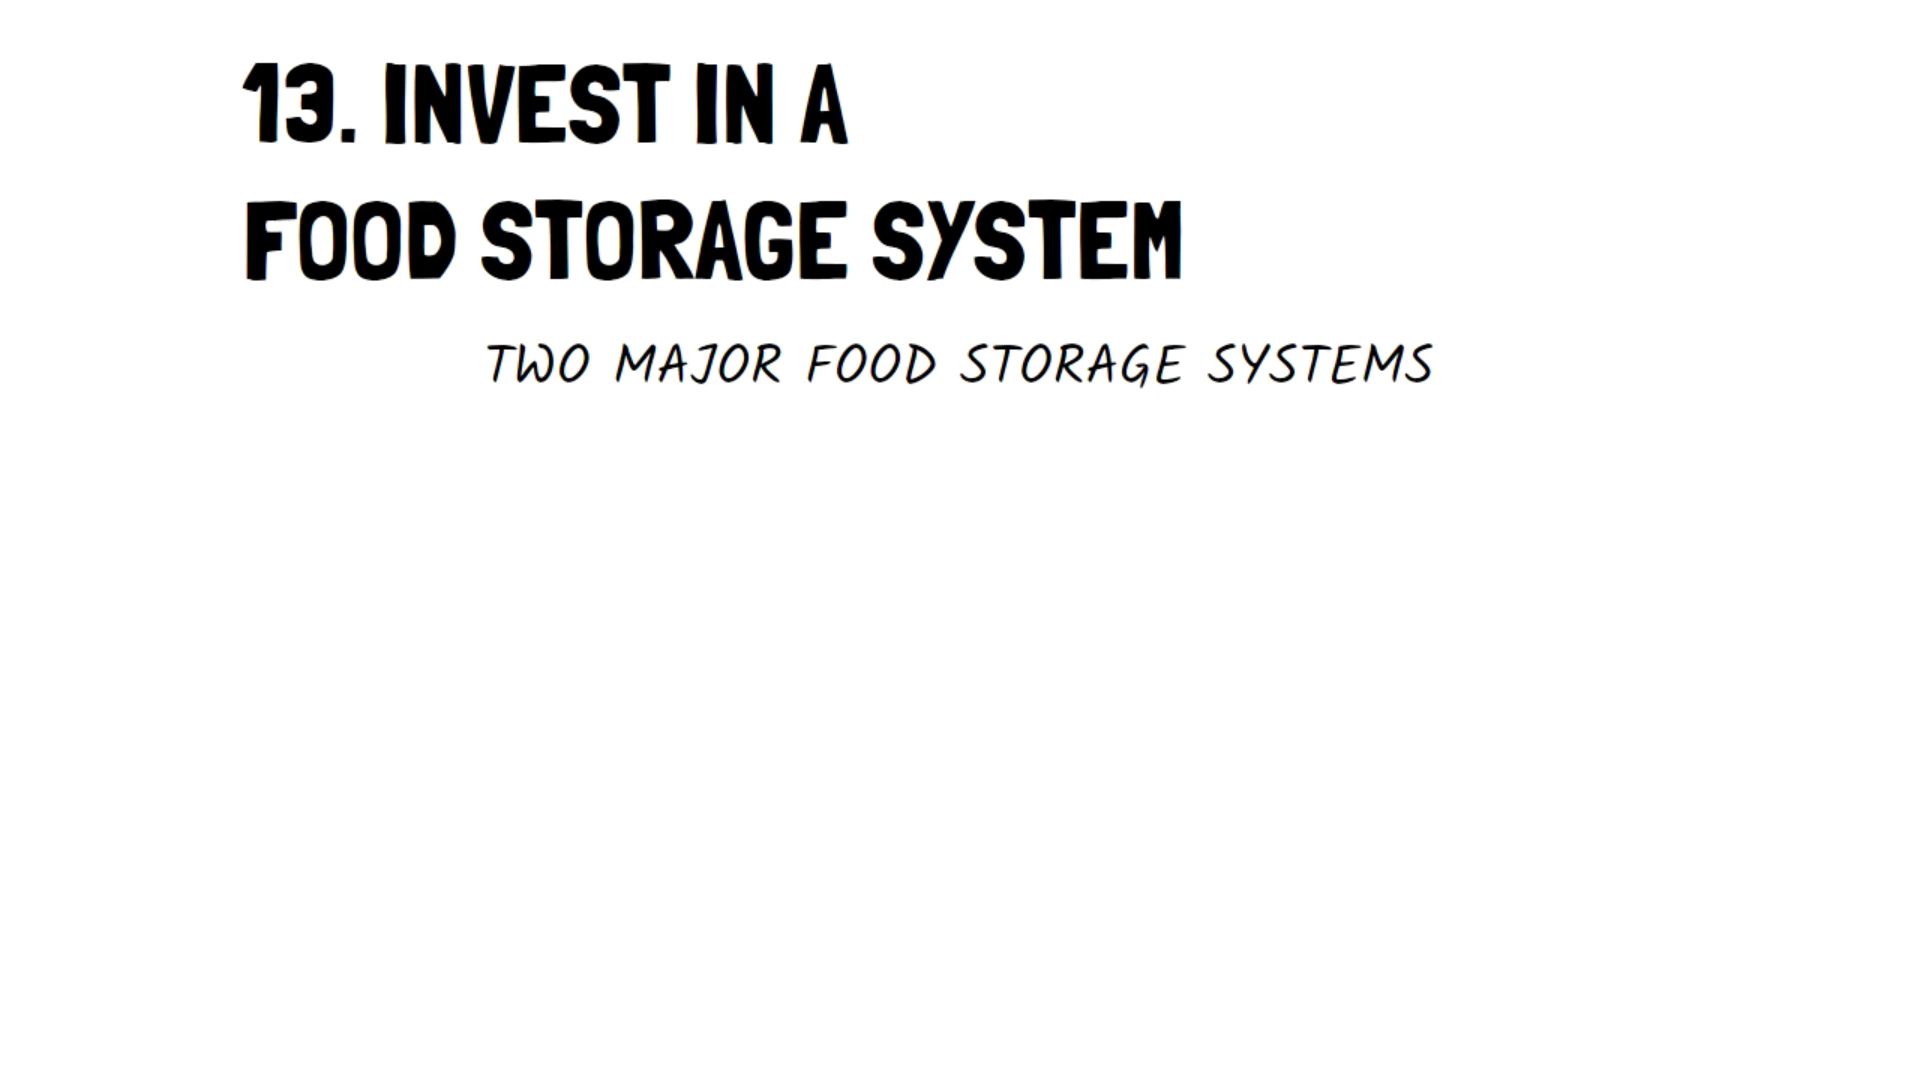 13. INVEST IN A
FOOD STORAGE SYSTEM
TWO MAJOR FOOD STORAGE SYSTEMS